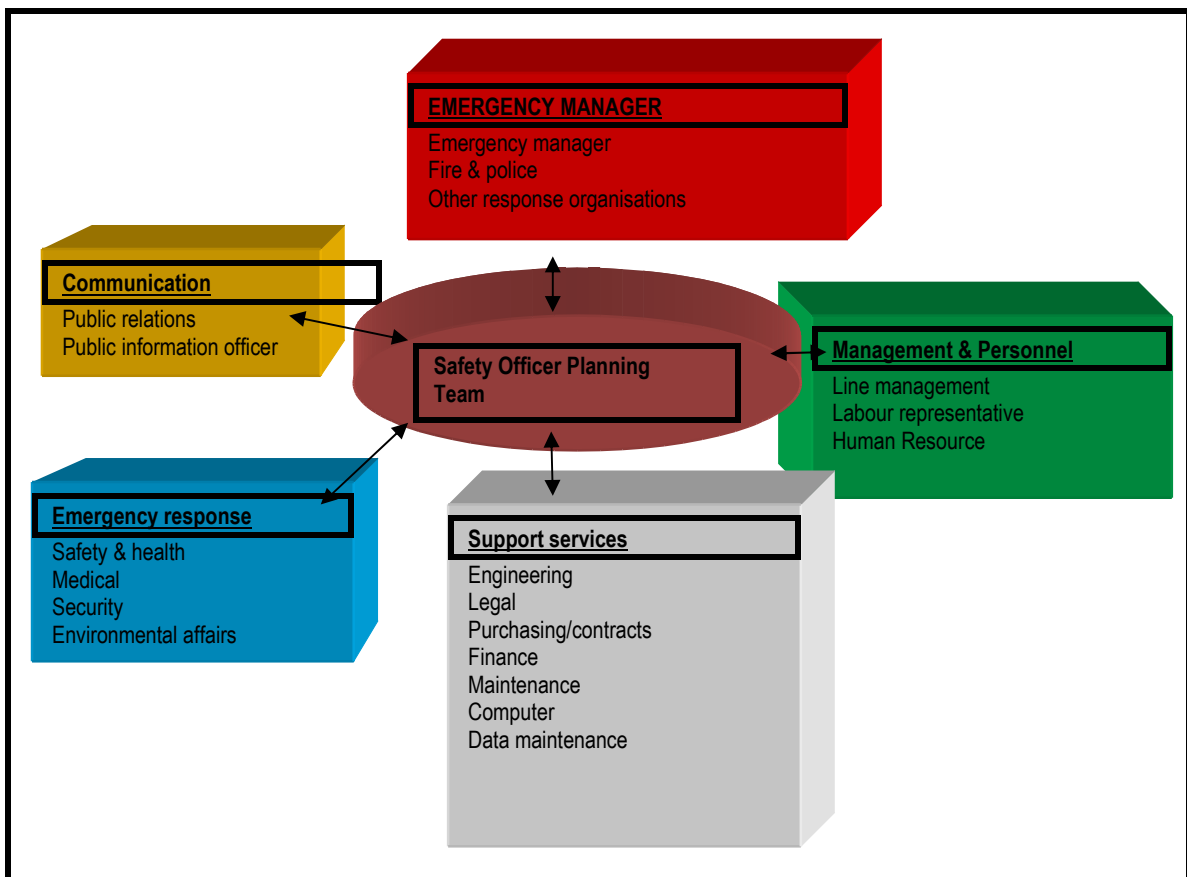 EMERGENCY MANAGER
Emergency manager
Fire & police
Other response organisations
Communication
Public relations
Public information officer
Safety Officer Planning
Team
Management & Personnel
Line management
Labour representative
Human Resource
Emergency response
Safety & health
Medical
Security
Environmental affairs
Support services
Engineering
Legal
Purchasing/contracts
Finance
Maintenance
Computer
Data maintenance